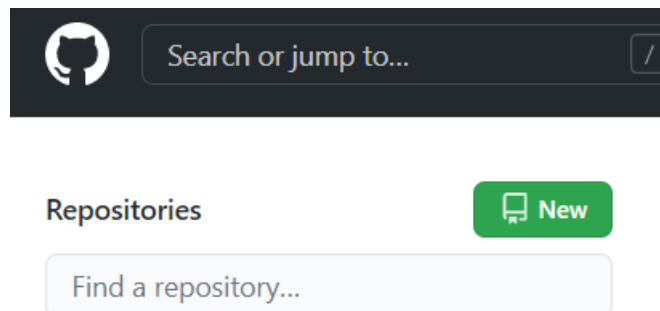 Search or jump to... /
Repositories New
Find a repository...